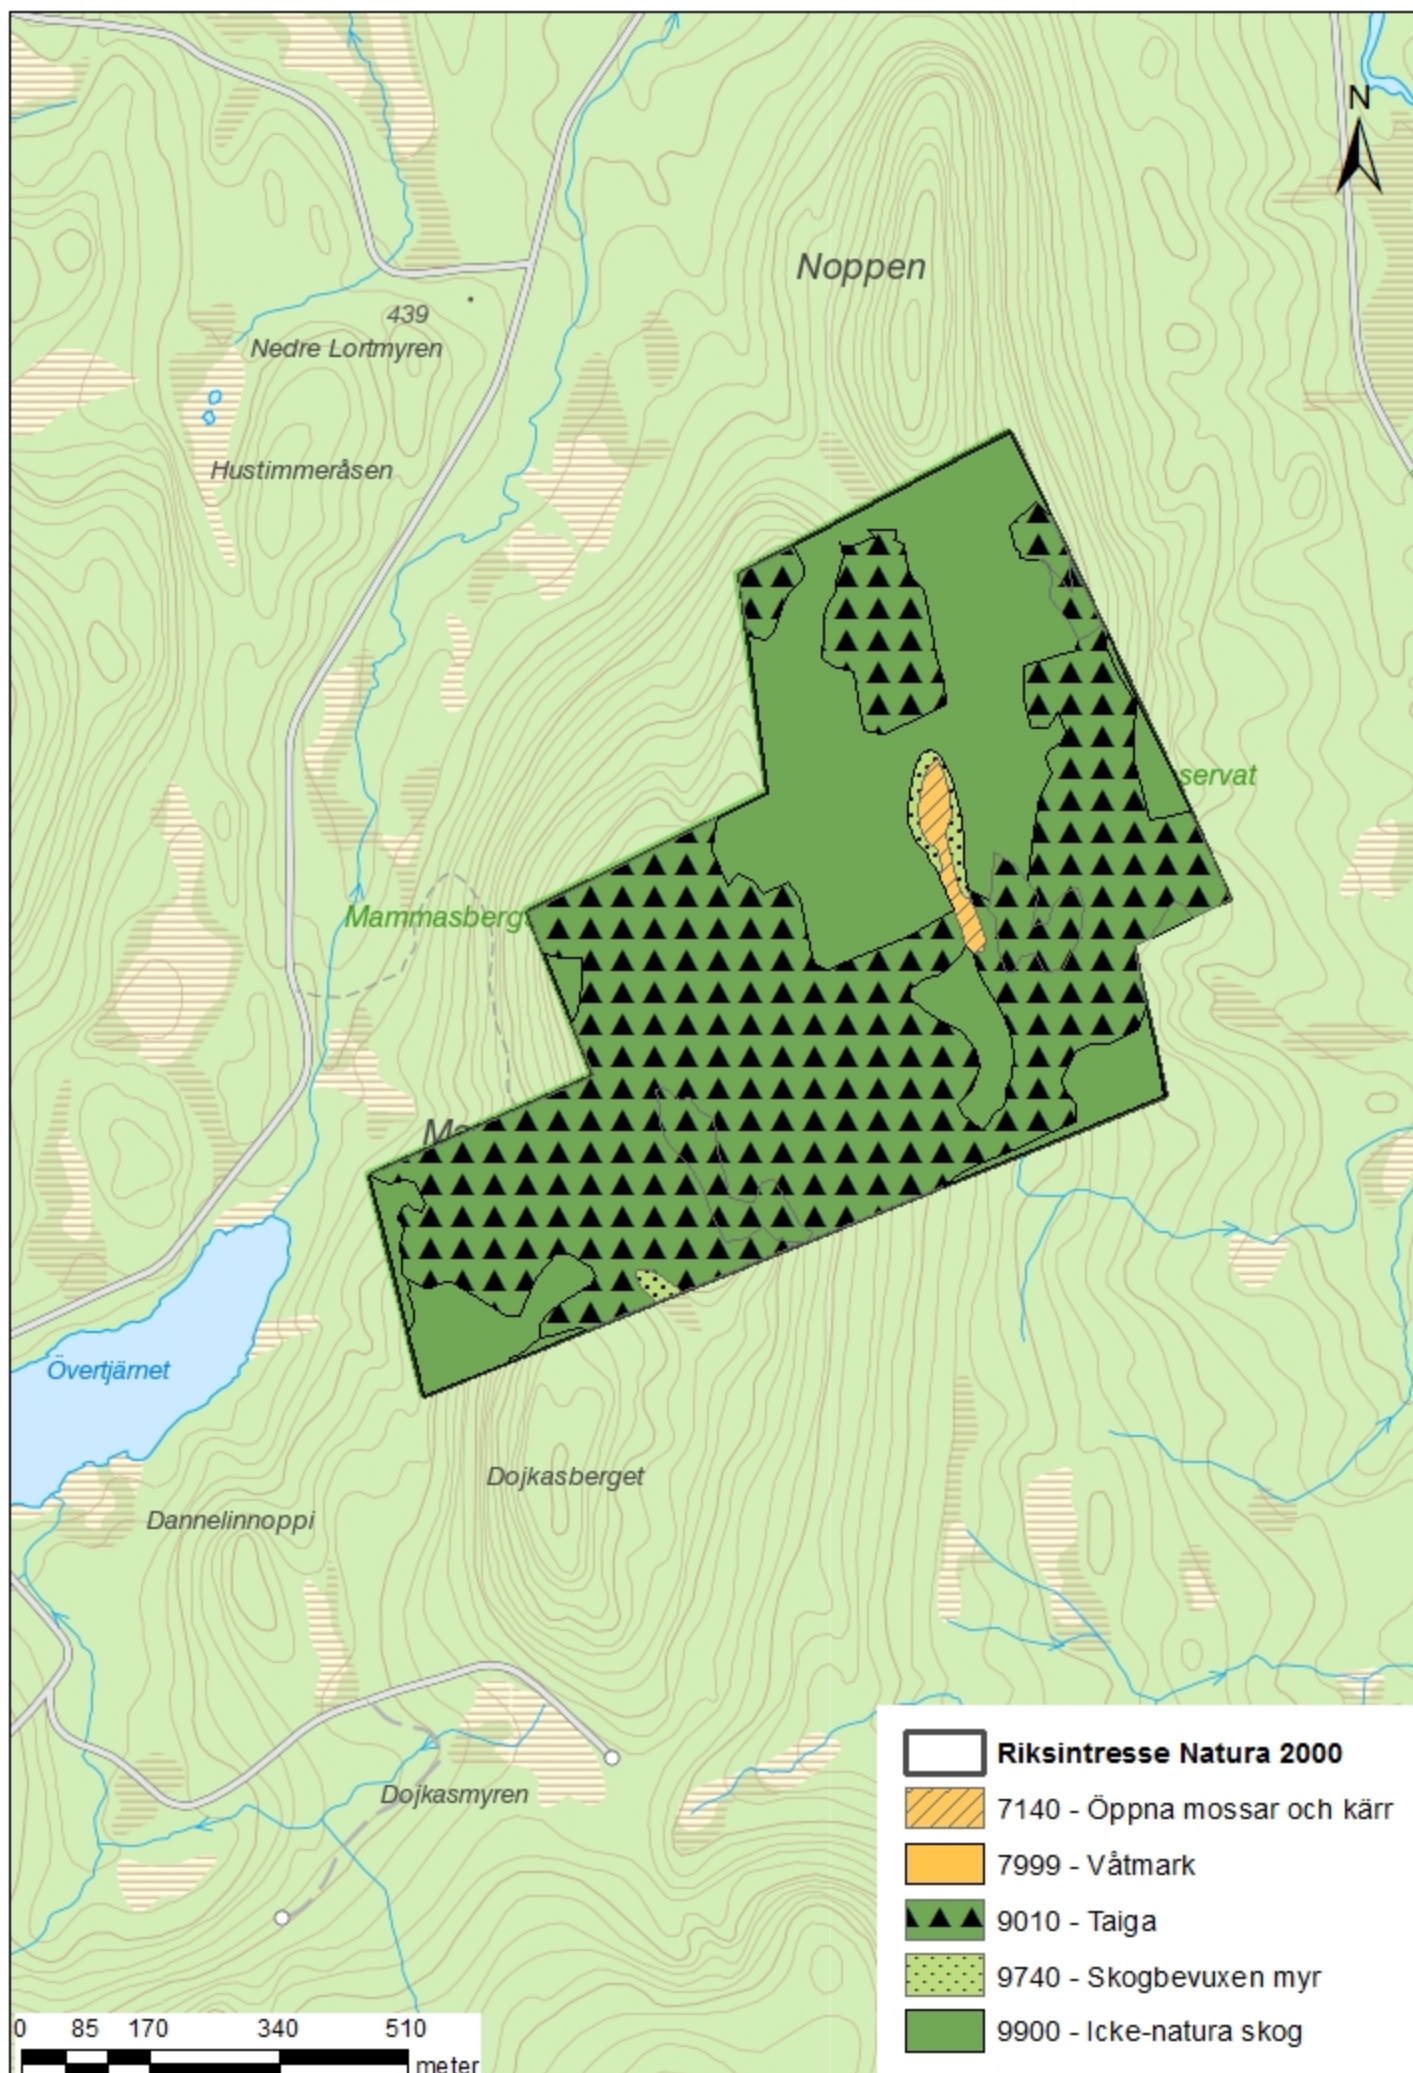 N
Noppen
439
Nedre Lortmyren
Hustimmeråsen
servat
Mammasberg
Ma
Övertjärnet
Dojkasberget
Dannelinnoppi
Dojkasmyren
Riksintresse Natura 2000
7140 - Öppna mossar och kärr
7999 - Våtmark
9010 - Taiga
9740 - Skogbevuxen myr
9900 - Icke-natura skog
0 85 170 340 510
meter